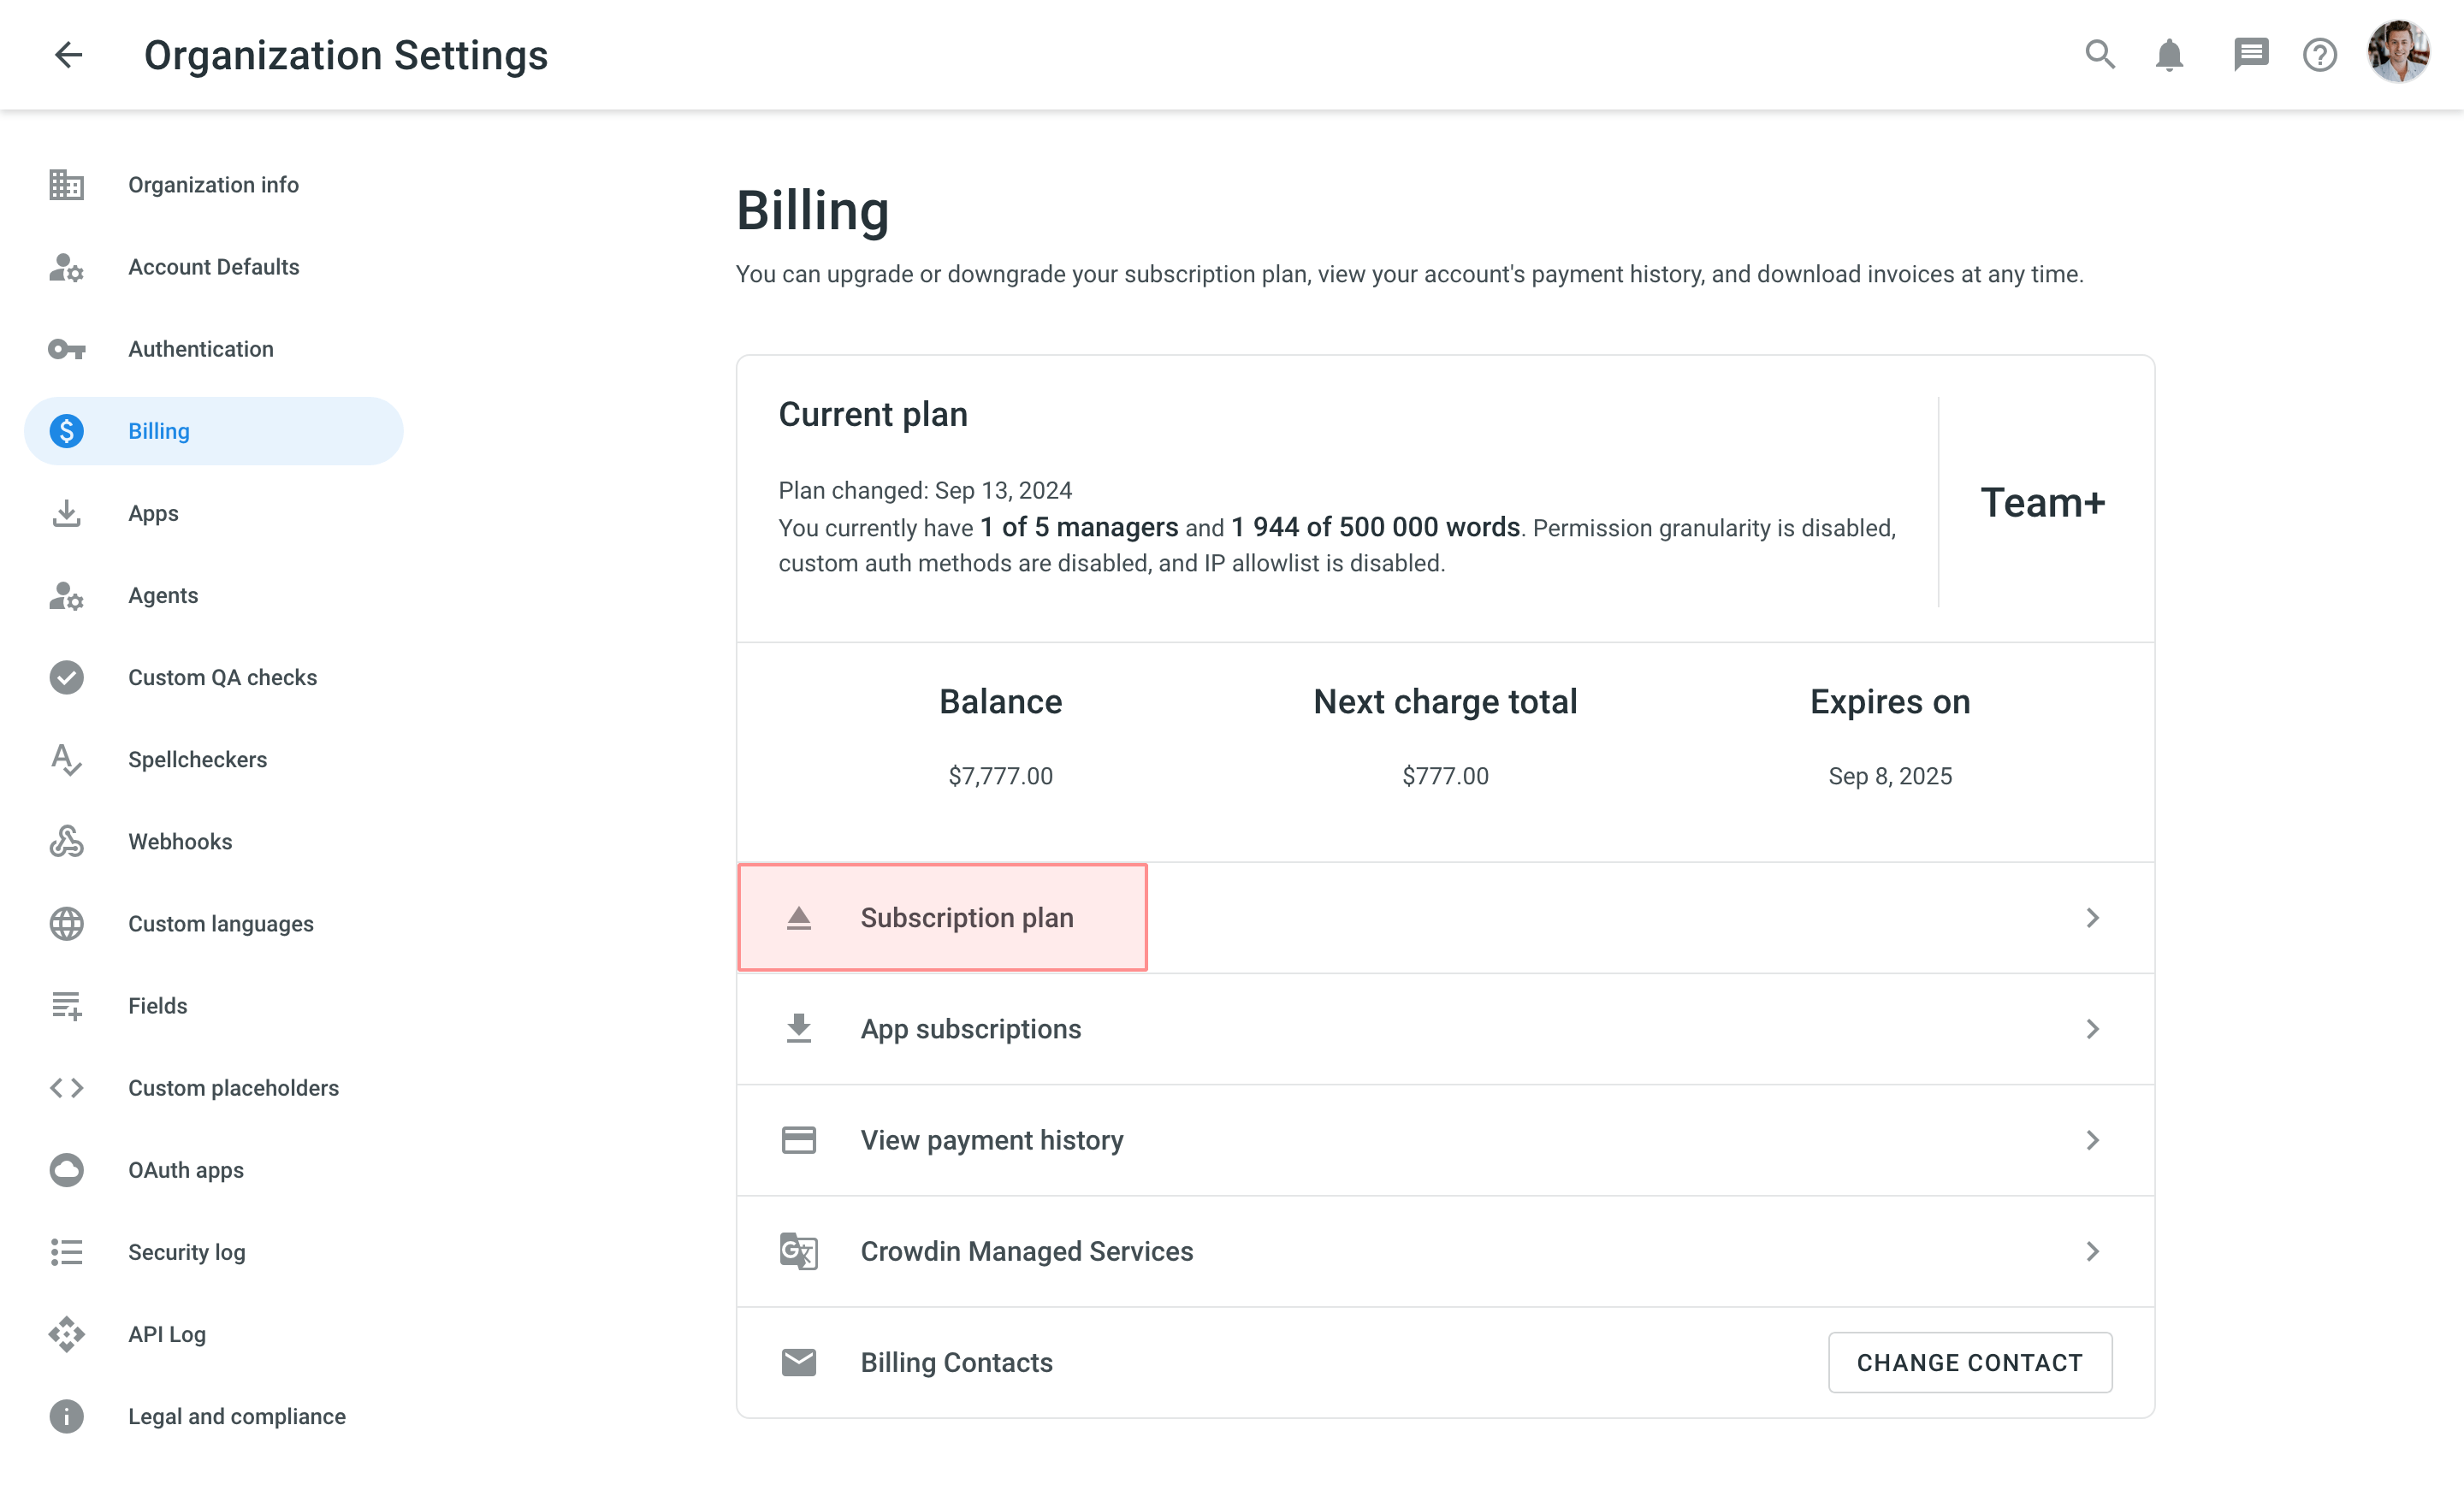 Organization Settings
Organization info
Account Defaults
Authentication
Billing
Apps
Agents
Custom QA checks
Spellcheckers
Webhooks
Custom languages
Fields
Custom placeholders
OAuth apps
Security log
API Log
Legal and compliance
Billing
You can upgrade or downgrade your subscription plan, view your account's payment history, and download invoices at any time.
Current plan
Plan changed: Sep 13, 2024
You currently have 1 of 5 managers and 1 944 of 500 000 words. Permission granularity is disabled,
custom auth methods are disabled, and IP allowlist is disabled.
Team+
Balance
$7,777.00
Next charge total
$777.00
Expires on
Sep 8, 2025
Subscription plan
App subscriptions
View payment history
Crowdin Managed Services
Billing Contacts
CHANGE CONTACT